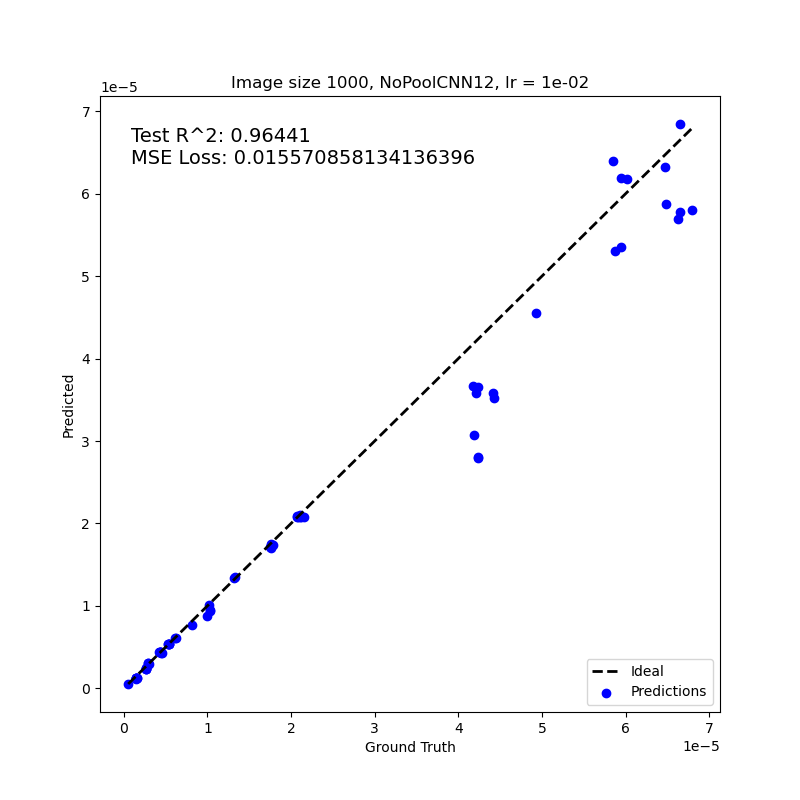 Image size 1000, NoPoolCNN12, lr = 1e-02
1e−5
Test R^2: 0.96441
MSE Loss: 0.015570858134136396
7
6
5
4
3
2
1
0
Predicted
Ideal
Predictions
0 1 2 3 4 5 6 7
Ground Truth
1e−5